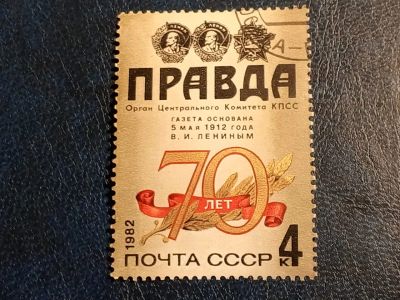 ПРАВДА
Орган Центрального Комитета КПСС
ГАЗЕТА ОСНОВАНА
5 МАЯ 1912 ГОДА
В. И. ЛЕНИНЫМ
70
ЛЕТ
1982
ПОЧТА СССР 4 к